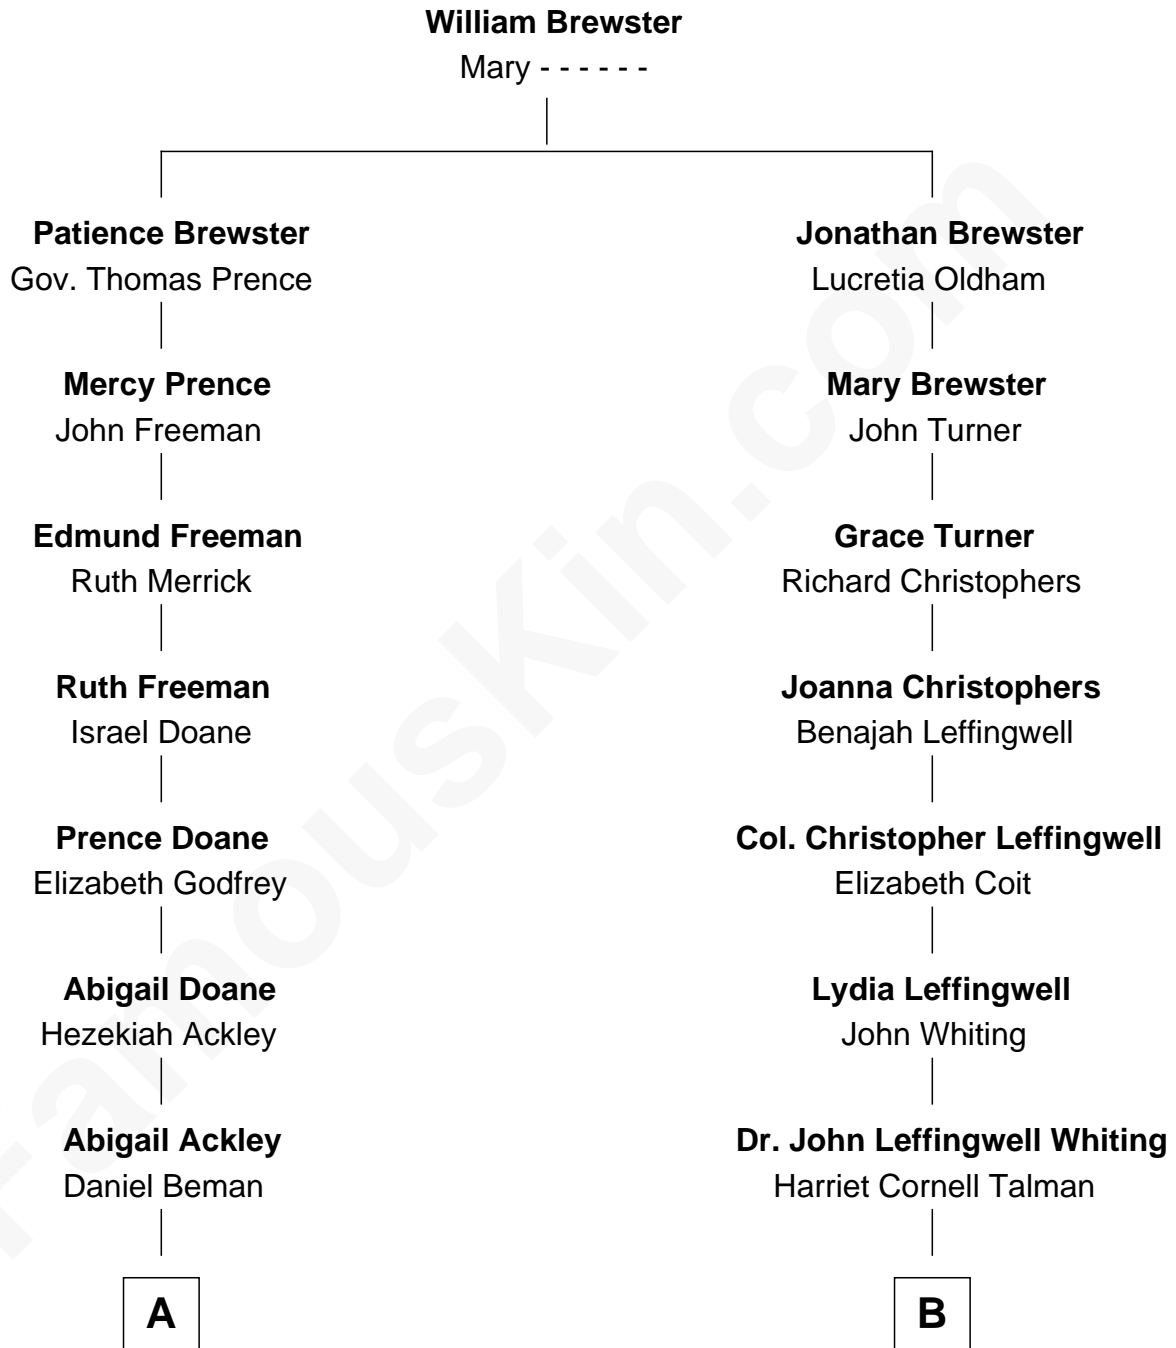 William Brewster
Mary - - - - - -
Patience Brewster
Gov. Thomas Prence
Jonathan Brewster
Lucretia Oldham
Mercy Prence
John Freeman
Mary Brewster
John Turner
Edmund Freeman
Ruth Merrick
Grace Turner
Richard Christophers
Ruth Freeman
Israel Doane
Joanna Christophers
Benajah Leffingwell
Prence Doane
Elizabeth Godfrey
Col. Christopher Leffingwell
Elizabeth Coit
Abigail Doane
Hezekiah Ackley
Lydia Leffingwell
John Whiting
Abigail Ackley
Daniel Beman
Dr. John Leffingwell Whiting
Harriet Cornell Talman
A
B
FamousKin.com